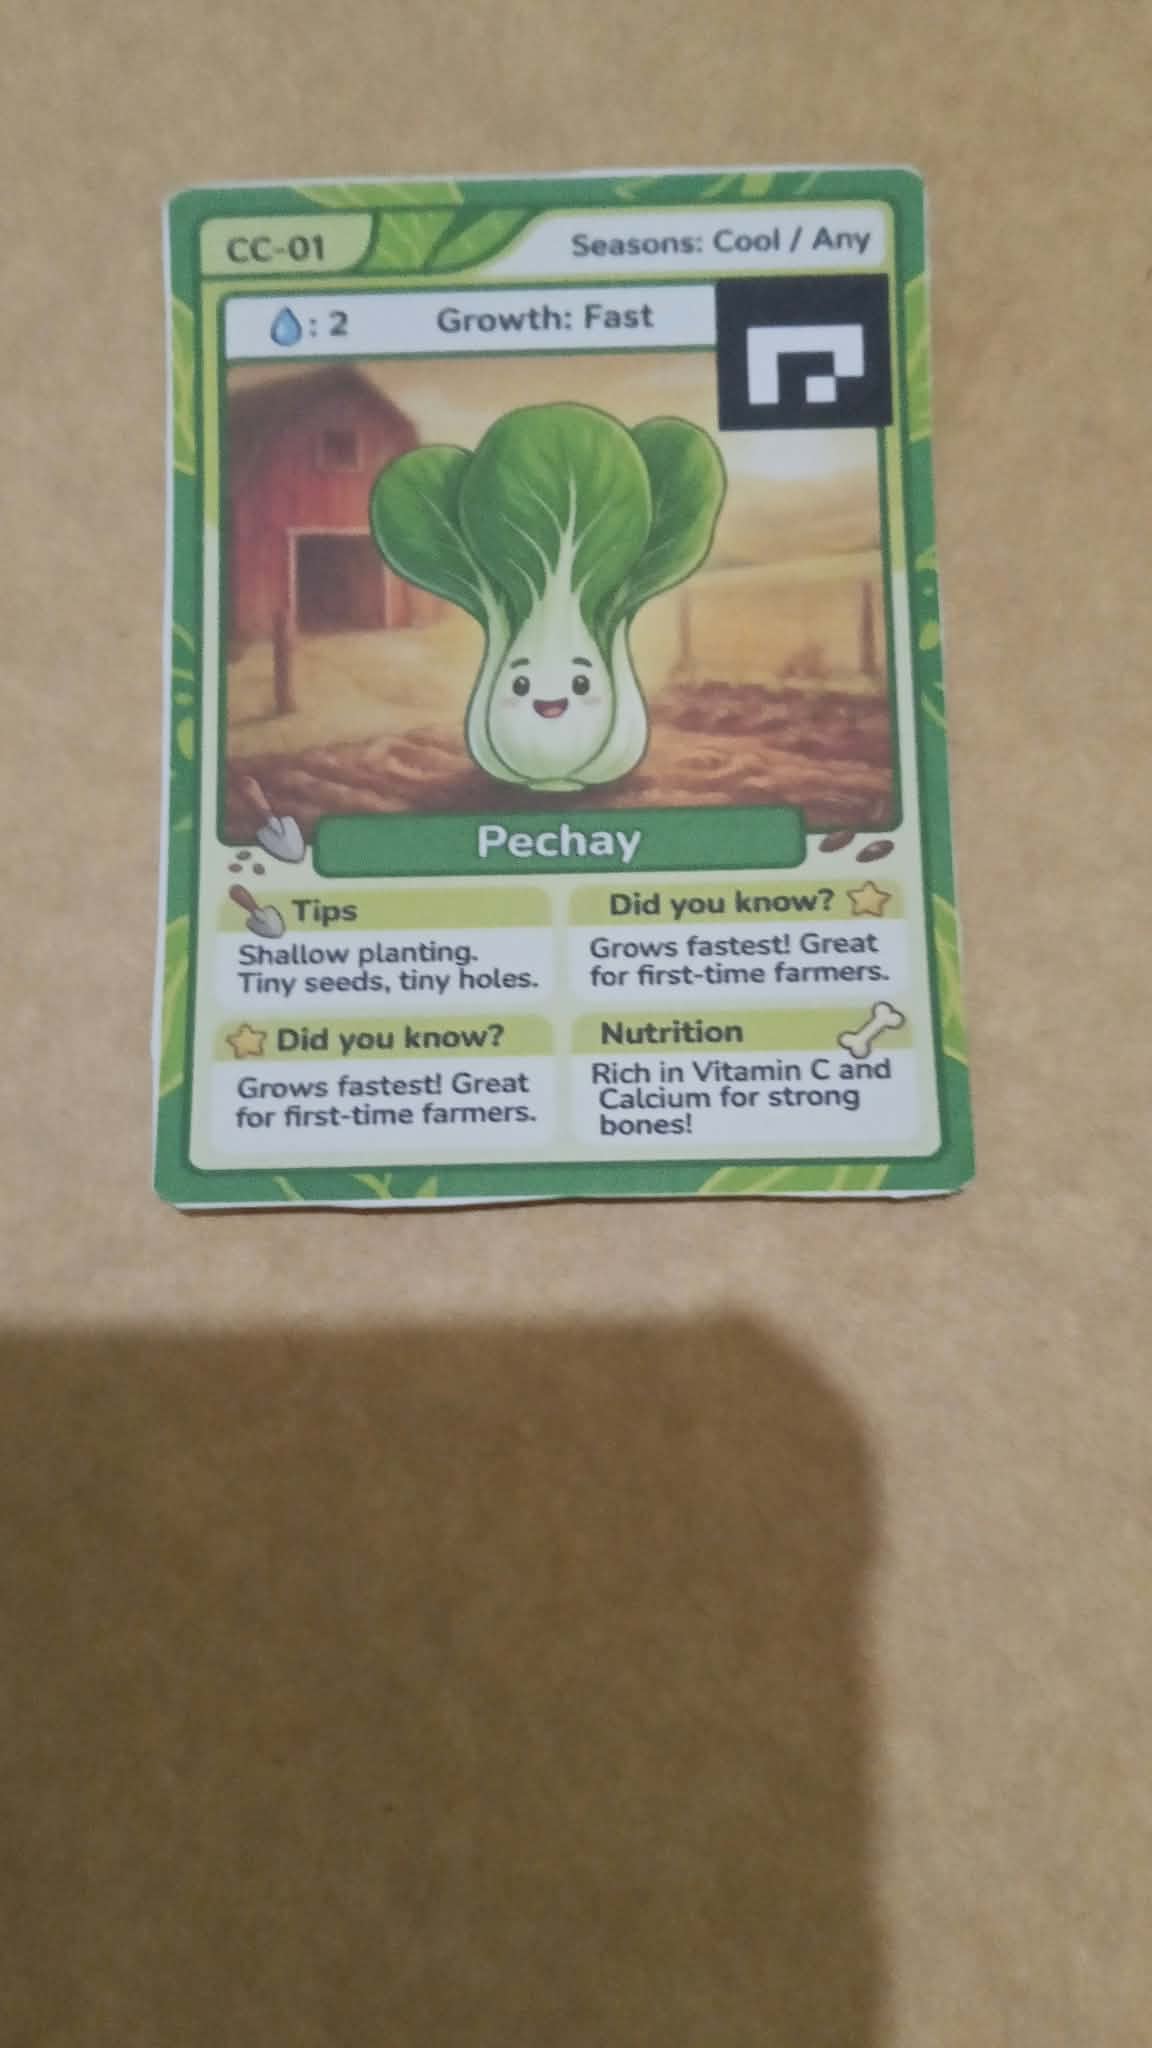 CC-01
Seasons: Cool / Any
: 2
Growth: Fast
Pechay
Tips
Shallow planting.
Tiny seeds, tiny holes.
Did you know?
Grows fastest! Great
for first-time farmers.
Did you know?
Grows fastest! Great
for first-time farmers.
Nutrition
Rich in Vitamin C and
Calcium for strong
bones!